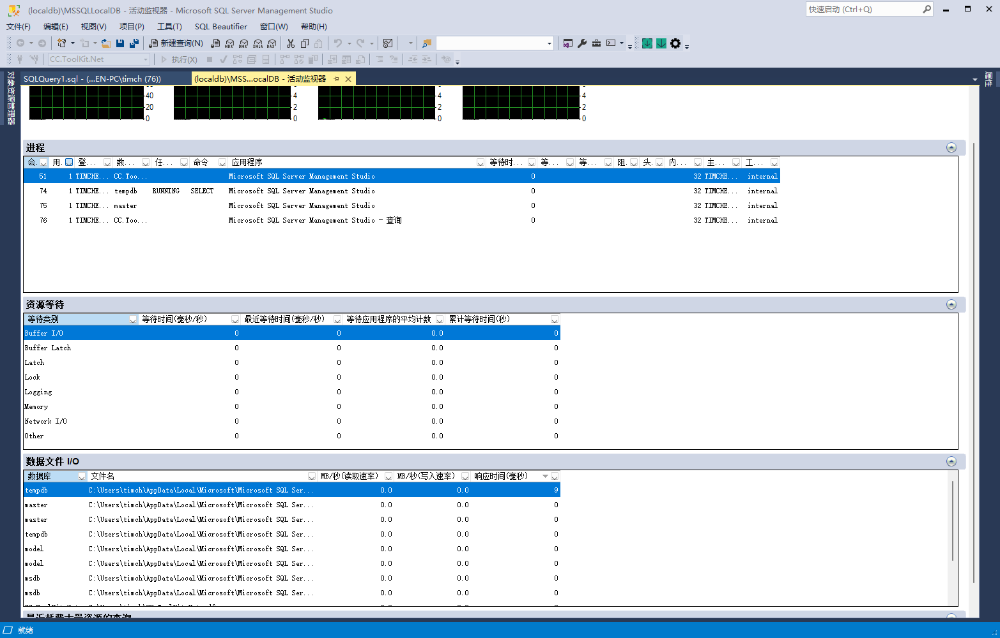 (localdb)\MSSQLLocalDB - 活动监视器 - Microsoft SQL Server Management Studio
快速启动 (Ctrl+Q)
文件(F) 编辑(E) 视图(V) 项目(P) 工具(T) SQL Beautifier 窗口(W) 帮助(H)
新建查询(N) MDX DMX XMLA DAX
CC.ToolKit.Net 执行(X)
对象资源管理器
SQLQuery1.sql - (...EN-PC\timch (76)) (localdb)\MSS...ocalDB - 活动监视器
属性
40 4 4 4
20 2 2 2
0 0 0 0
进程
会. 用. 登... 数... 任... 命令 应用程序 等待时... 等... 等... 阻. 头. 内... 主... 工...
51 1 TIMCHE... CC.Too... Microsoft SQL Server Management Studio 0 32 TIMCHE... internal
74 1 TIMCHE... tempdb RUNNING SELECT Microsoft SQL Server Management Studio 0 32 TIMCHE... internal
75 1 TIMCHE... master Microsoft SQL Server Management Studio 0 32 TIMCHE... internal
76 1 TIMCHE... CC.Too... Microsoft SQL Server Management Studio - 查询 0 32 TIMCHE... internal
资源等待
等待类别 等待时间(毫秒/秒) 最近等待时间(毫秒/秒) 等待应用程序的平均计数 累计等待时间(秒)
Buffer I/O 0 0 0.0 0
Buffer Latch 0 0 0.0 0
Latch 0 0 0.0 0
Lock 0 0 0.0 0
Logging 0 0 0.0 0
Memory 0 0 0.0 0
Network I/O 0 0 0.0 0
Other 0 0 0.0 0
数据文件 I/O
数据库 文件名 MB/秒(读取速率) MB/秒(写入速率) 响应时间(毫秒)
tempdb C:\Users\timch\AppData\Local\Microsoft\Microsoft SQL Ser... 0.0 0.0 9
master C:\Users\timch\AppData\Local\Microsoft\Microsoft SQL Ser... 0.0 0.0 0
master C:\Users\timch\AppData\Local\Microsoft\Microsoft SQL Ser... 0.0 0.0 0
tempdb C:\Users\timch\AppData\Local\Microsoft\Microsoft SQL Ser... 0.0 0.0 0
model C:\Users\timch\AppData\Local\Microsoft\Microsoft SQL Ser... 0.0 0.0 0
model C:\Users\timch\AppData\Local\Microsoft\Microsoft SQL Ser... 0.0 0.0 0
msdb C:\Users\timch\AppData\Local\Microsoft\Microsoft SQL Ser... 0.0 0.0 0
msdb C:\Users\timch\AppData\Local\Microsoft\Microsoft SQL Ser... 0.0 0.0 0
最近耗费大量资源的查询
就绪